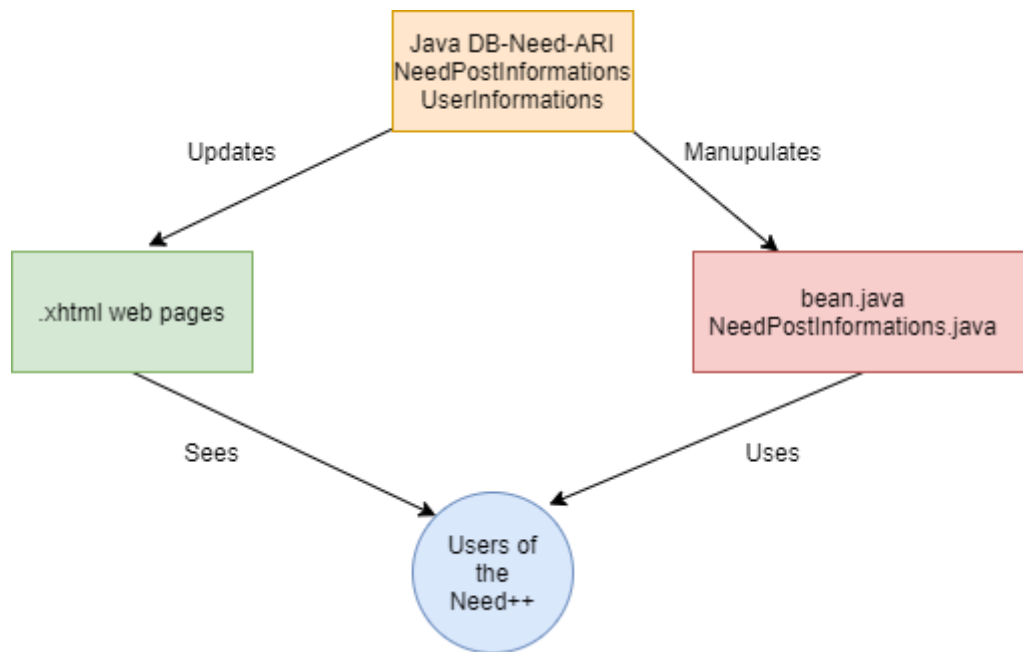 Java DB-Need-ARI
NeedPostInformations
UserInformations
Updates
Manupulates
.xhtml web pages
bean.java
NeedPostInformations.java
Sees
Uses
Users of
the
Need++